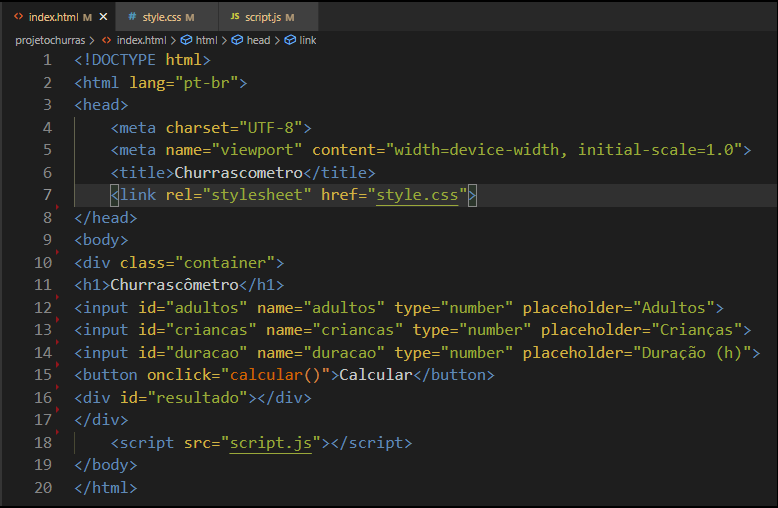 index.html M × style.css M script.js M
projetochurras > index.html > html > head > link
1 <!DOCTYPE html>
2 <html lang="pt-br">
3 <head>
4 <meta charset="UTF-8">
5 <meta name="viewport" content="width=device-width, initial-scale=1.0">
6 <title>Churrascometro</title>
7 <link rel="stylesheet" href="style.css">
8 </head>
9 <body>
10 <div class="container">
11 <h1>Churrascômetro</h1>
12 <input id="adultos" name="adultos" type="number" placeholder="Adultos">
13 <input id="criancas" name="criancas" type="number" placeholder="Crianças">
14 <input id="duracao" name="duracao" type="number" placeholder="Duração (h)">
15 <button onclick="calcular()">Calcular</button>
16 <div id="resultado"></div>
17 </div>
18 <script src="script.js"></script>
19 </body>
20 </html>